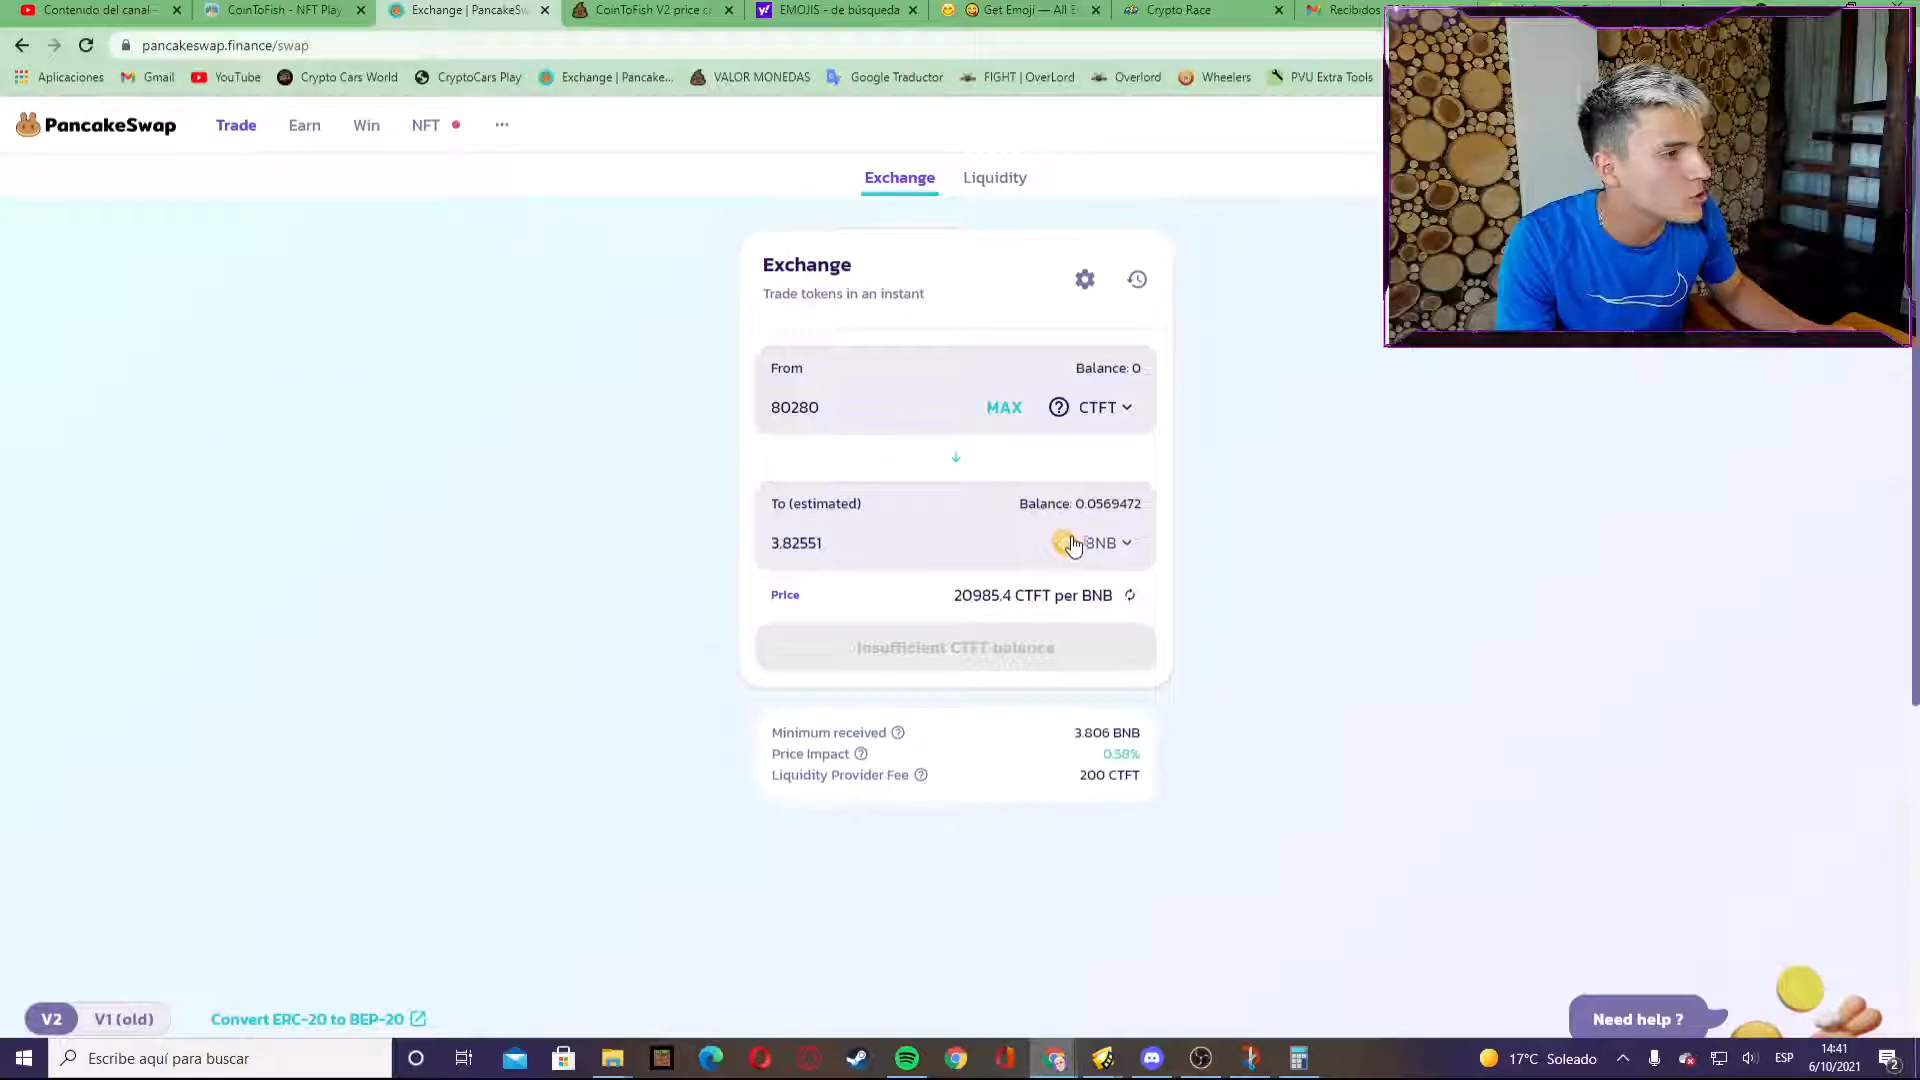 Contenido del canal
CoinToFish - NFT Play
Exchange | PancakeSw
CoinToFish V2 price c
EMOJIS - de búsqueda
Get Emoji — All E
Crypto Race
Recibidos
pancakeswap.finance/swap
Aplicaciones
Gmail
YouTube
Crypto Cars World
CryptoCars Play
Exchange | Pancake...
VALOR MONEDAS
Google Traductor
FIGHT | OverLord
Overlord
Wheelers
PVU Extra Tools
PancakeSwap
Trade
Earn
Win
NFT
Exchange
Liquidity
Exchange
Trade tokens in an instant
From
Balance: 0
80280
MAX
CTFT
To (estimated)
Balance: 0.0569472
3.82551
BNB
Price
20985.4 CTFT per BNB
Insufficient CTFT balance
Minimum received
3.806 BNB
Price Impact
0.38%
Liquidity Provider Fee
200 CTFT
V2
V1 (old)
Convert ERC-20 to BEP-20
Need help ?
Escribe aquí para buscar
17°C Soleado
ESP
14:41
6/10/2021
2